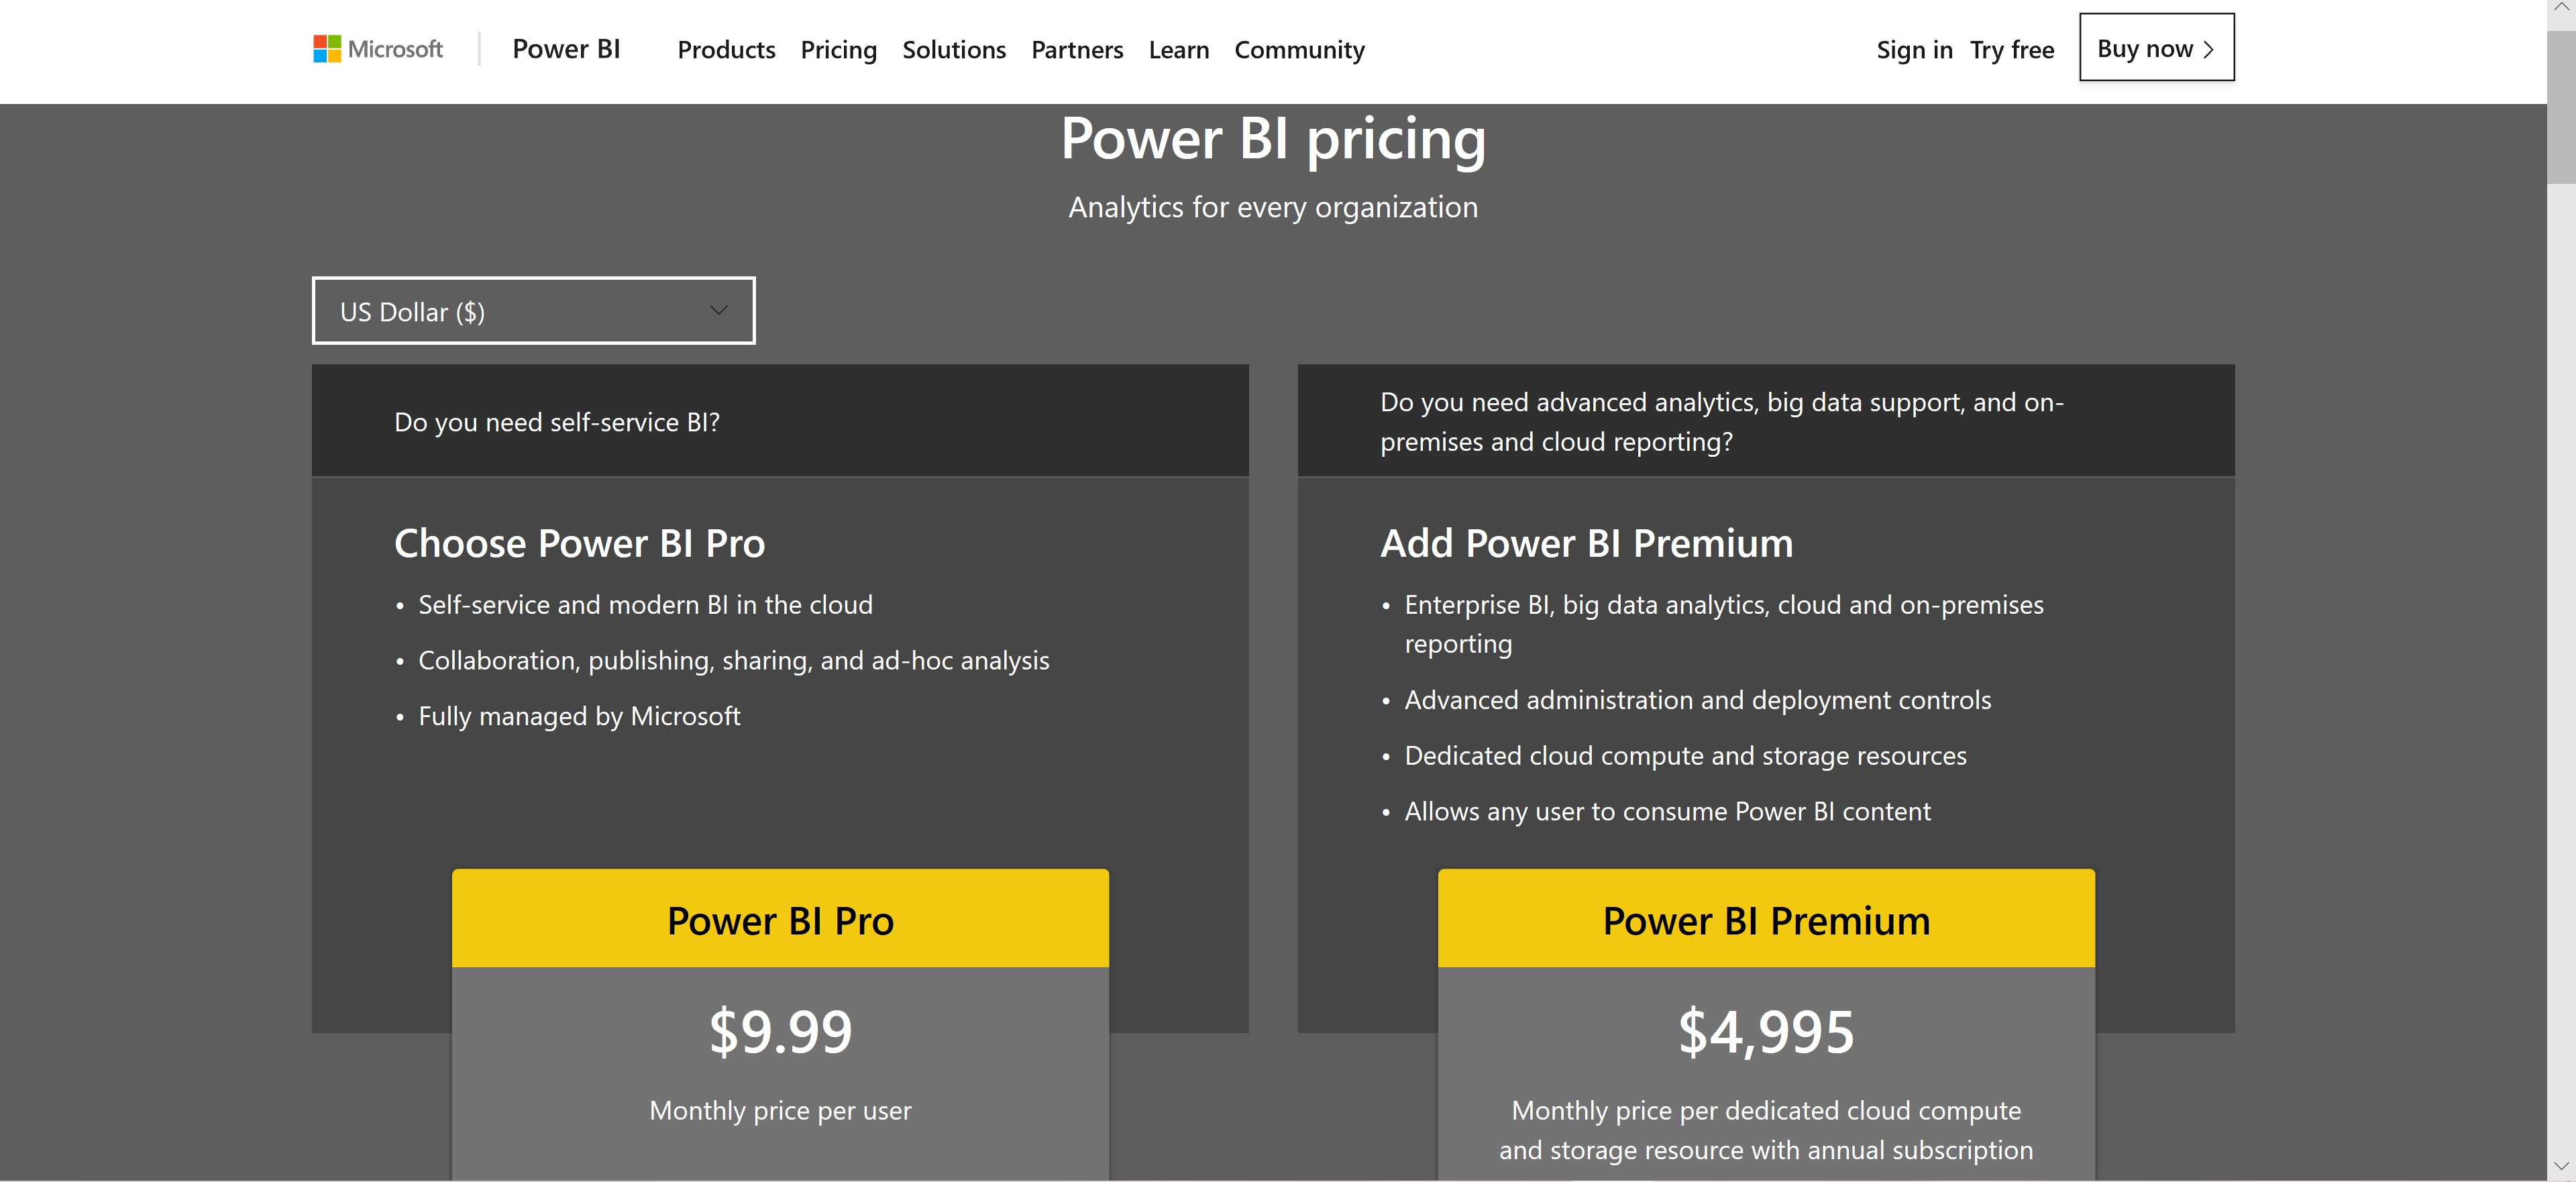 Microsoft
Power BI
Products
Pricing
Solutions
Partners
Learn
Community
Sign in
Try free
Buy now
Power BI pricing
Analytics for every organization
US Dollar ($)
Do you need self-service BI?
Choose Power BI Pro
• Self-service and modern BI in the cloud
• Collaboration, publishing, sharing, and ad-hoc analysis
• Fully managed by Microsoft
Power BI Pro
$9.99
Monthly price per user
Do you need advanced analytics, big data support, and on-
premises and cloud reporting?
Add Power BI Premium
• Enterprise BI, big data analytics, cloud and on-premises
reporting
• Advanced administration and deployment controls
• Dedicated cloud compute and storage resources
• Allows any user to consume Power BI content
Power BI Premium
$4,995
Monthly price per dedicated cloud compute
and storage resource with annual subscription